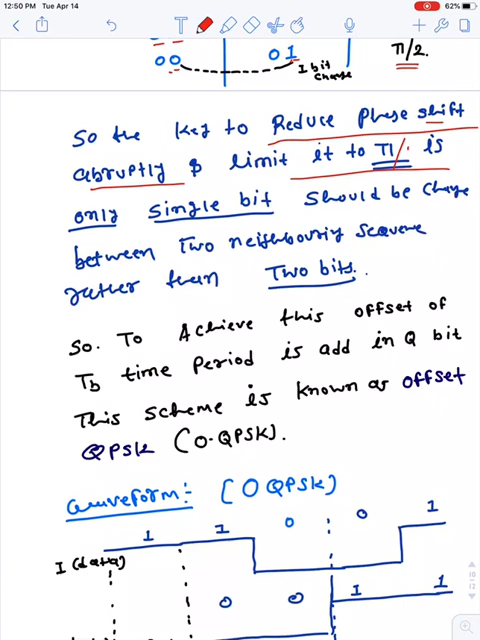 12:50 PM Tue Apr 14
62%
00
01
1 bit
change
π/2.
So the Key to Reduce Phase shift
abruptly & limit it to π/ is
only single bit should be change
between Two neighbouring
rather than Two bits.
So. To Achieve this offset of
Tb time Period is add in Q bit
This scheme is known as offset
QPSK (O-QPSK).
waveform:- (OQPSK)
1 1 0 0 1
I (data)
0 0 1 1